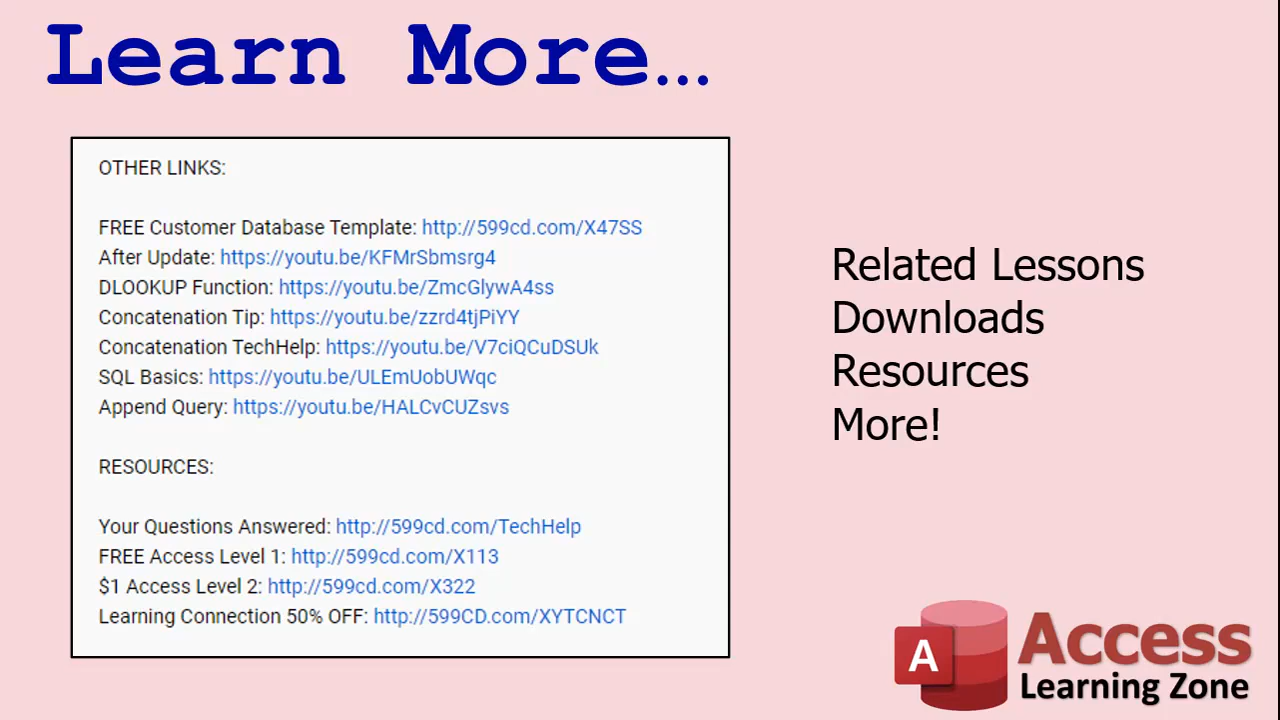 Learn More...
OTHER LINKS:
FREE Customer Database Template: http://599cd.com/X47SS
After Update: https://youtu.be/KFMrSbmsrg4
DLOOKUP Function: https://youtu.be/ZmcGlywA4ss
Concatenation Tip: https://youtu.be/zzrd4tjPiYY
Concatenation TechHelp: https://youtu.be/V7ciQCuDSUk
SQL Basics: https://youtu.be/ULEmUobUWqc
Append Query: https://youtu.be/HALCvCUZsvs
RESOURCES:
Your Questions Answered: http://599cd.com/TechHelp
FREE Access Level 1: http://599cd.com/X113
$1 Access Level 2: http://599cd.com/X322
Learning Connection 50% OFF: http://599CD.com/XYTCNCT
Related Lessons
Downloads
Resources
More!
A
Access
Learning Zone